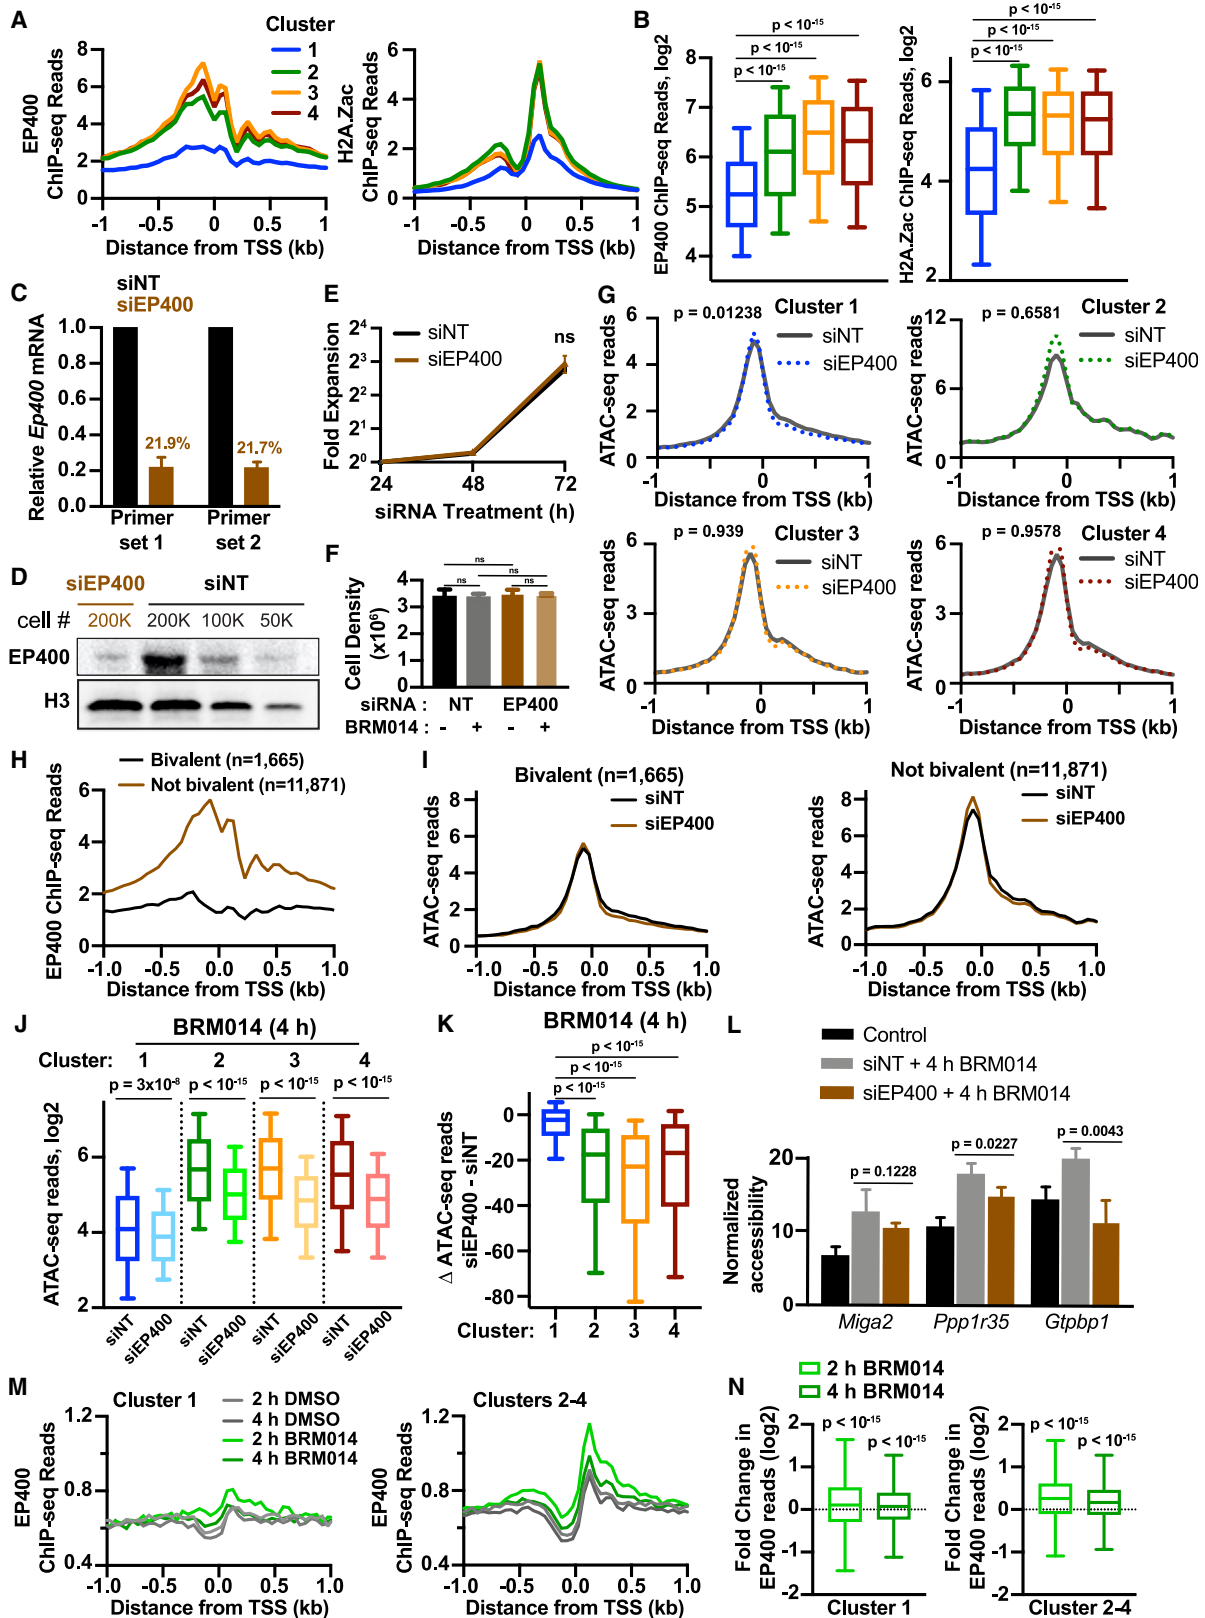 A
EP400
ChIP-seq Reads
8
6
4
2
0
-1
-0.5
0
0.5
1
Distance from TSS (kb)
Cluster
1
2
3
4
H2A.Zac
ChIP-seq Reads
6
4
2
0
-1
-0.5
0
0.5
1
Distance from TSS (kb)
B
EP400 ChIP-seq Reads, log2
8
7
6
5
4
p < 10-15
p < 10-15
p < 10-15
H2A.Zac ChIP-seq Reads, log2
6
4
2
p < 10-15
p < 10-15
p < 10-15
C
siNT
siEP400
Relative Ep400 mRNA
1.0
0.8
0.6
0.4
0.2
0.0
21.9%
21.7%
Primer
set 1
Primer
set 2
D
siEP400
siNT
cell #
200K
200K
100K
50K
EP400
H3
E
siNT
siEP400
ns
Fold Expansion
2⁴
2²
2⁰
24
48
72
siRNA Treatment (h)
F
Cell Density
(x10⁶)
4
3
2
1
0
ns
ns
ns
ns
siRNA :
NT
EP400
BRM014 :
-
+
-
+
G
p = 0.01238
Cluster 1
siNT
siEP400
ATAC-seq reads
6
4
2
0
-1
0
1
Distance from TSS (kb)
p = 0.6581
Cluster 2
siNT
siEP400
ATAC-seq reads
12
8
4
0
-1
0
1
Distance from TSS (kb)
p = 0.939
Cluster 3
siNT
siEP400
ATAC-seq reads
6
3
0
-1
0
1
Distance from TSS (kb)
p = 0.9578
Cluster 4
siNT
siEP400
ATAC-seq reads
6
3
0
-1
0
1
Distance from TSS (kb)
H
Bivalent (n=1,665)
Not bivalent (n=11,871)
EP400 ChIP-seq Reads
6
4
2
0
-1.0
-0.5
0.0
0.5
1.0
Distance from TSS (kb)
I
Bivalent (n=1,665)
siNT
siEP400
ATAC-seq reads
8
6
4
2
0
-1.0
-0.5
0.0
0.5
1.0
Distance from TSS (kb)
Not bivalent (n=11,871)
siNT
siEP400
ATAC-seq reads
8
6
4
2
0
-1.0
-0.5
0.0
0.5
1.0
Distance from TSS (kb)
J
BRM014 (4 h)
Cluster:
1
2
3
4
p = 3x10-8
p < 10-15
p < 10-15
p < 10-15
ATAC-seq reads, log2
6
4
2
siNT
siEP400
siNT
siEP400
siNT
siEP400
siNT
siEP400
K
BRM014 (4 h)
p < 10-15
p < 10-15
p < 10-15
Δ ATAC-seq reads
siEP400 - siNT
0
-20
-40
-60
-80
Cluster:
1
2
3
4
L
Control
siNT + 4 h BRM014
siEP400 + 4 h BRM014
Normalized
accessibility
20
10
0
p = 0.1228
p = 0.0227
p = 0.0043
Miga2
Ppp1r35
Gtpbp1
M
Cluster 1
2 h DMSO
4 h DMSO
2 h BRM014
4 h BRM014
EP400
ChIP-seq Reads
1.2
0.8
0.4
-1.0
-0.5
0.0
0.5
1.0
Distance from TSS (kb)
Clusters 2-4
EP400
ChIP-seq Reads
1.2
0.8
0.4
-1.0
-0.5
0.0
0.5
1.0
Distance from TSS (kb)
N
2 h BRM014
4 h BRM014
Fold Change in
EP400 reads (log2)
2
1
0
-1
-2
p < 10-15
p < 10-15
Cluster 1
Fold Change in
EP400 reads (log2)
2
1
0
-1
-2
p < 10-15
p < 10-15
Cluster 2-4